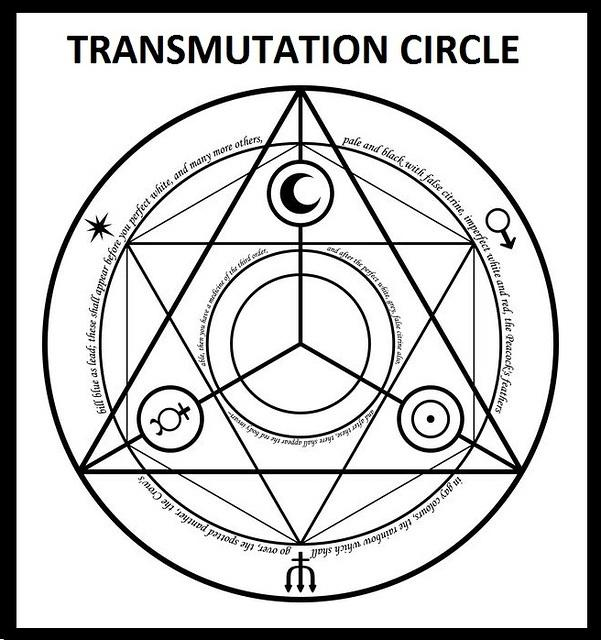 TRANSMUTATION CIRCLE
pale and black with false citrine, imperfect white and red, the Peacock's feathers
in gay colours, the rainbow which shall
go over, the spotted panther, the Crow's
bill blue as lead; these shall appear before you perfect white, and many more others,
and after the perfect white, grey, false citrine also,
and after these, these shall appear the red body invari~
able, then you have a medicine of the third order,